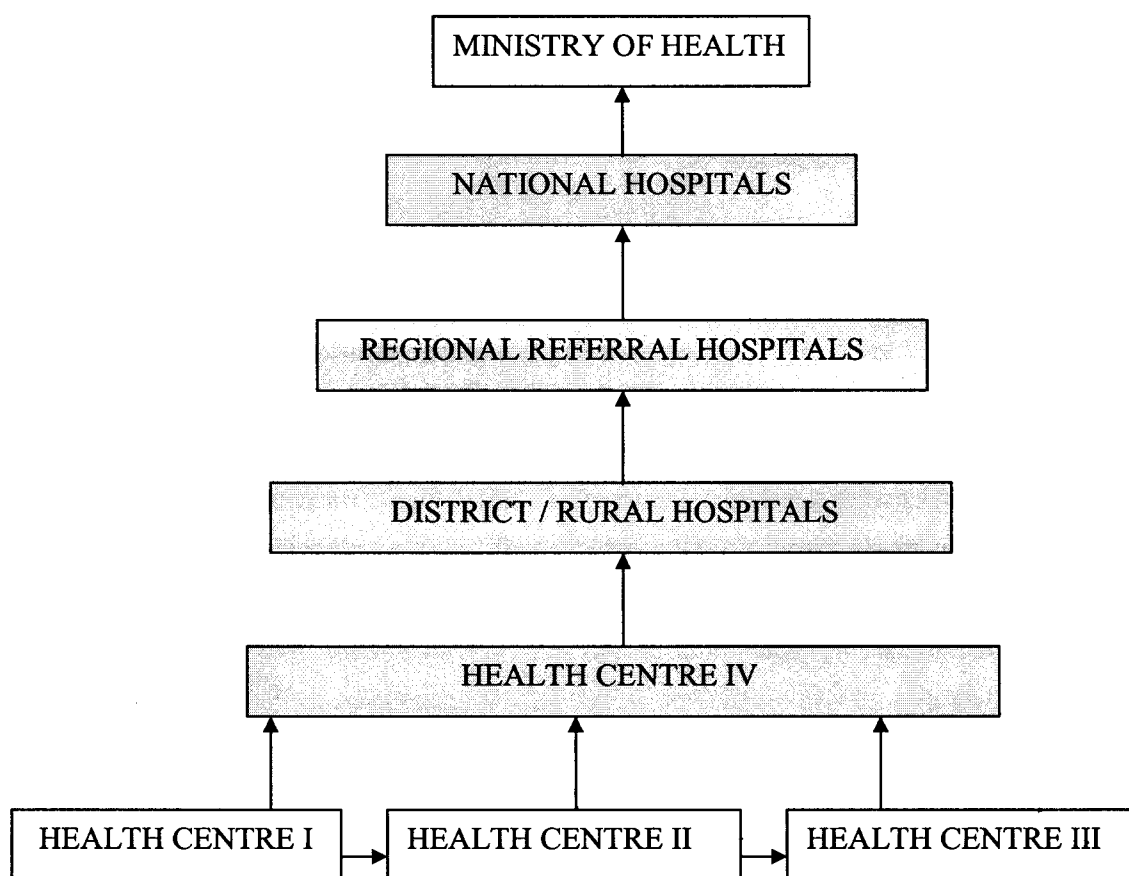 MINISTRY OF HEALTH
NATIONAL HOSPITALS
REGIONAL REFERRAL HOSPITALS
DISTRICT / RURAL HOSPITALS
HEALTH CENTRE IV
HEALTH CENTRE I
HEALTH CENTRE II
HEALTH CENTRE III